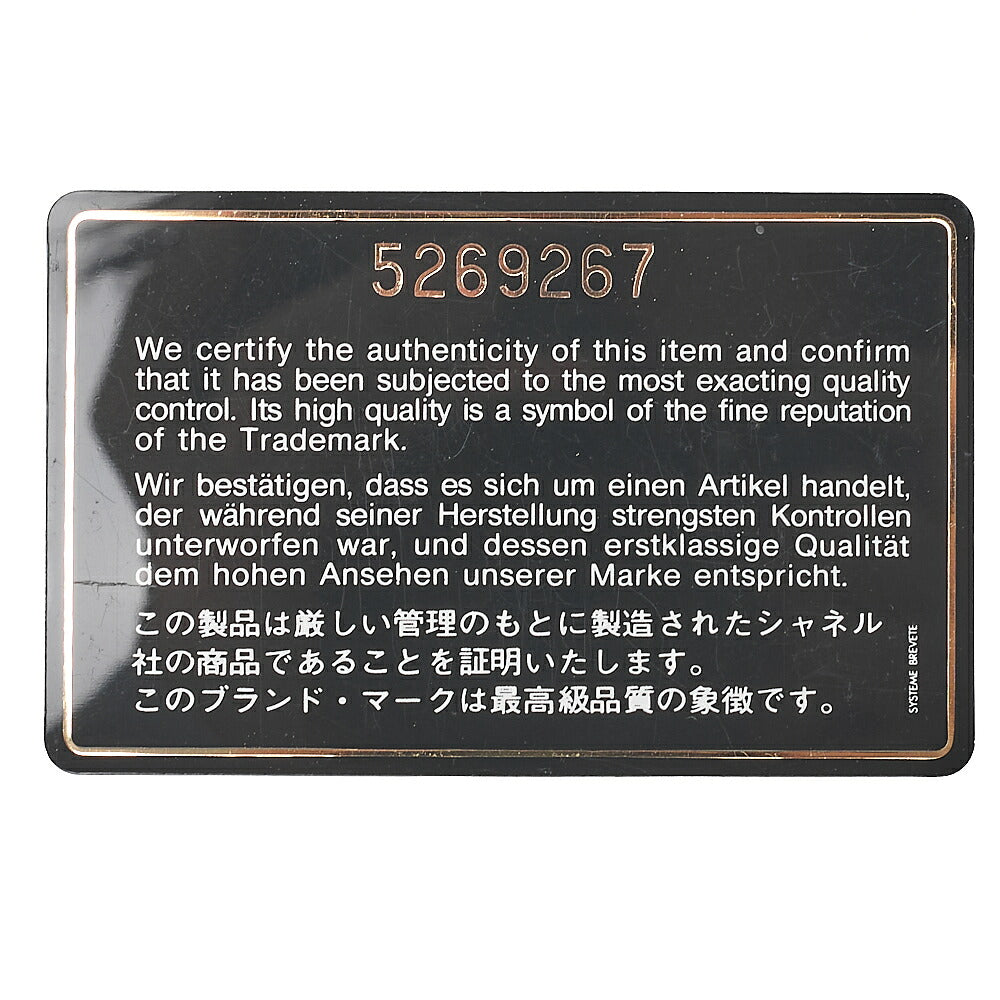 5269267
We certify the authenticity of this item and confirm
that it has been subjected to the most exacting quality
control. Its high quality is a symbol of the fine reputation
of the Trademark.
Wir bestätigen, dass es sich um einen Artikel handelt,
der während seiner Herstellung strengsten Kontrollen
unterworfen war, und dessen erstklassige Qualität
dem hohen Ansehen unserer Marke entspricht.
この製品は厳しい管理のもとに製造されたシャネル
社の商品であることを証明いたします。
このブランド・マークは最高級品質の象徴です。
SYSTEME BREVETE